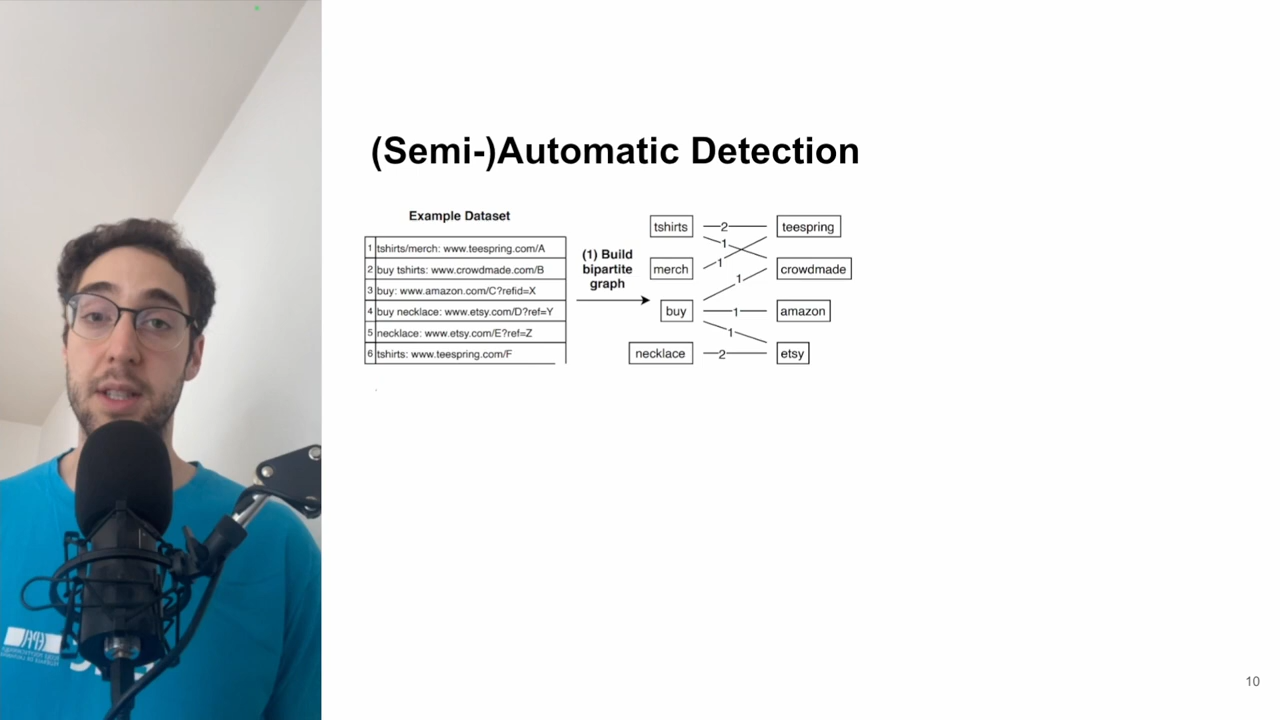 (Semi-)Automatic Detection
Example Dataset
1 tshirts/merch: www.teespring.com/A
2 buy tshirts: www.crowdmade.com/B
3 buy: www.amazon.com/C?refid=X
4 buy necklace: www.etsy.com/D?ref=Y
5 necklace: www.etsy.com/E?ref=Z
6 tshirts: www.teespring.com/F
(1) Build
bipartite
graph
tshirts 2 teespring
1
merch 1 crowdmade
1
buy 1 amazon
1
necklace 2 etsy
10